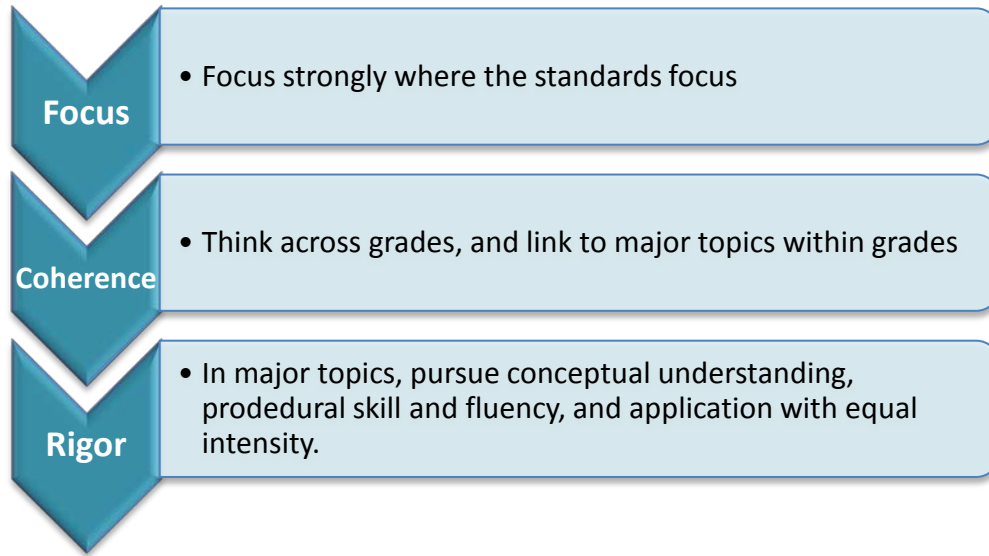 Focus
• Focus strongly where the standards focus
Coherence
• Think across grades, and link to major topics within grades
Rigor
• In major topics, pursue conceptual understanding,
prodedural skill and fluency, and application with equal
intensity.